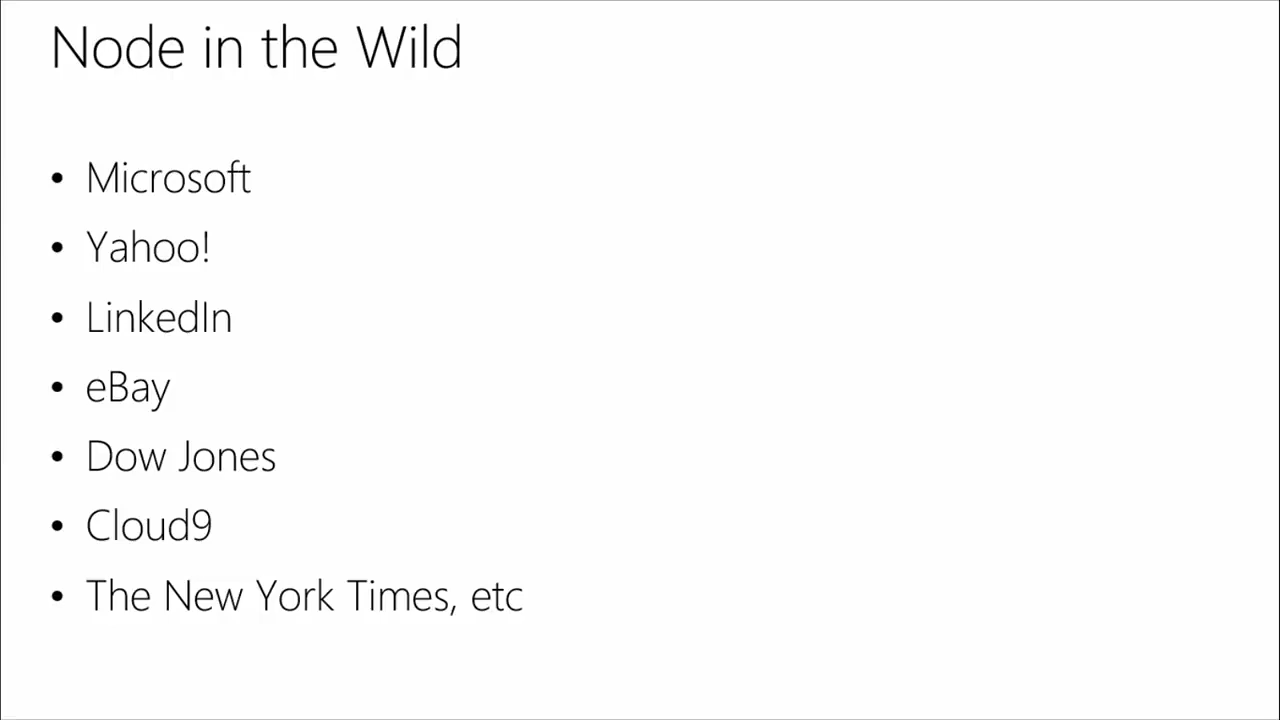 Node in the Wild
• Microsoft
• Yahoo!
• LinkedIn
• eBay
• Dow Jones
• Cloud9
• The New York Times, etc